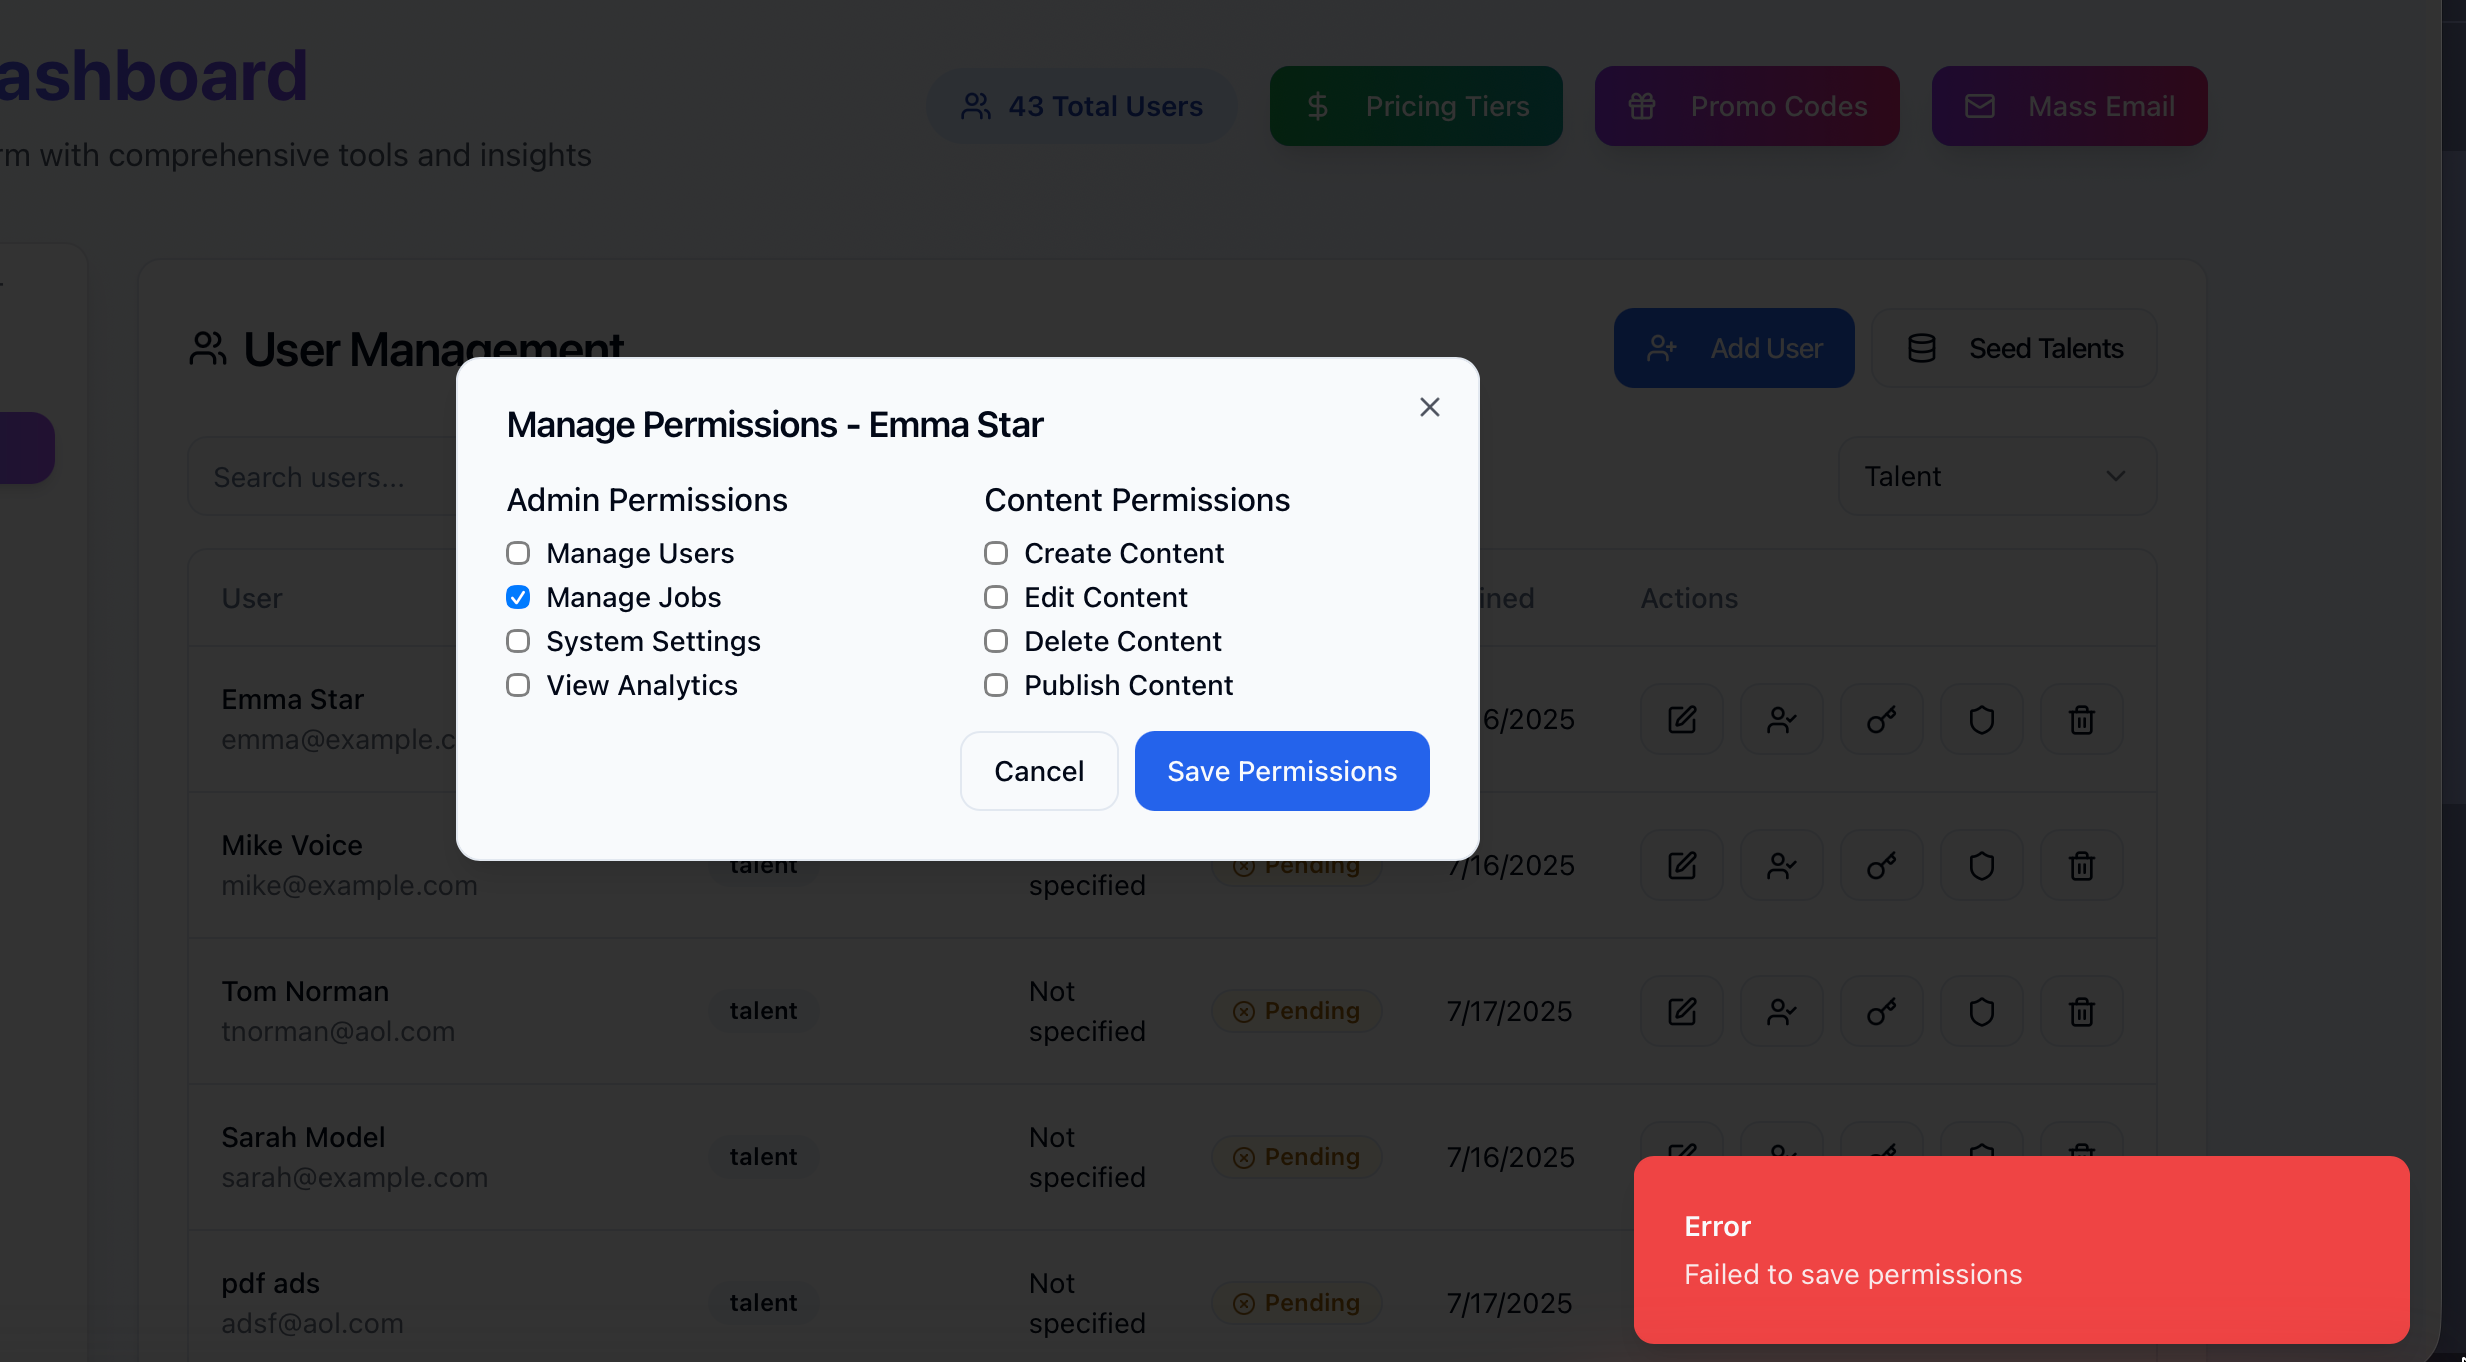 ashboard
rm with comprehensive tools and insights
43 Total Users
Pricing Tiers
Promo Codes
Mass Email
User Management
Add User
Seed Talents
Search users...
Talent
Manage Permissions - Emma Star
Admin Permissions
Manage Users
Manage Jobs
System Settings
View Analytics
Content Permissions
Create Content
Edit Content
Delete Content
Publish Content
Cancel
Save Permissions
User
ined
Actions
Emma Star
emma@example.c
6/2025
Mike Voice
mike@example.com
talent
specified
Pending
7/16/2025
Tom Norman
tnorman@aol.com
talent
Not
specified
Pending
7/17/2025
Sarah Model
sarah@example.com
talent
Not
specified
Pending
7/16/2025
pdf ads
adsf@aol.com
talent
Not
specified
Pending
7/17/2025
Error
Failed to save permissions